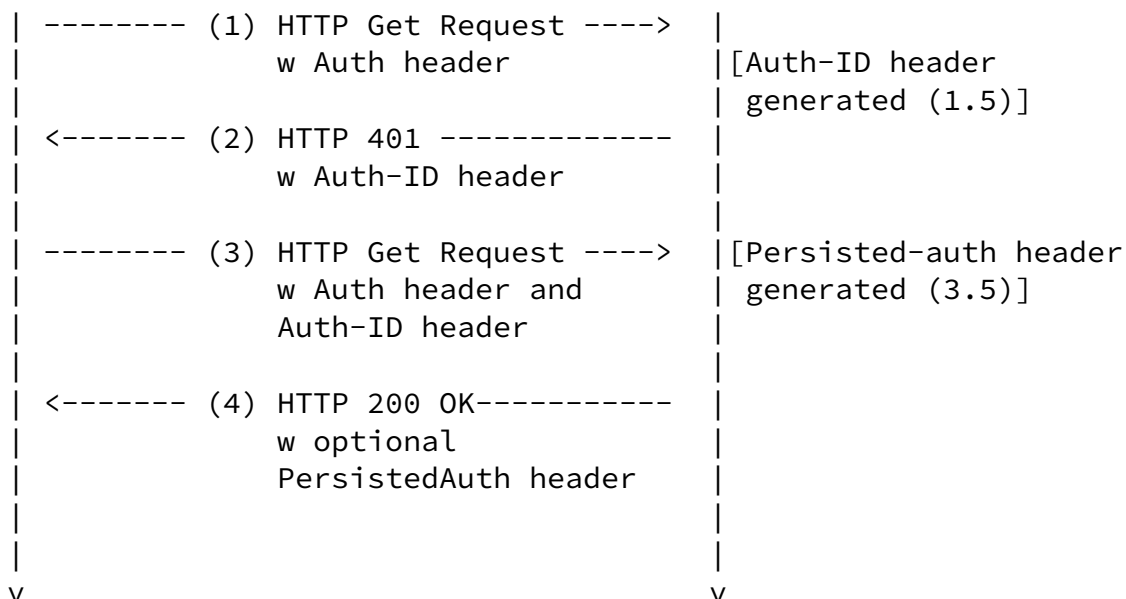 | -------- (1) HTTP Get Request ----> |
| w Auth header |[Auth-ID header
| | generated (1.5)]
| <------- (2) HTTP 401 ------------- |
| w Auth-ID header |
| |
| -------- (3) HTTP Get Request ----> |[Persisted-auth header
| w Auth header and | generated (3.5)]
| Auth-ID header |
| |
| <------- (4) HTTP 200 OK----------- |
| w optional |
| PersistedAuth header |
| |
| |
v v